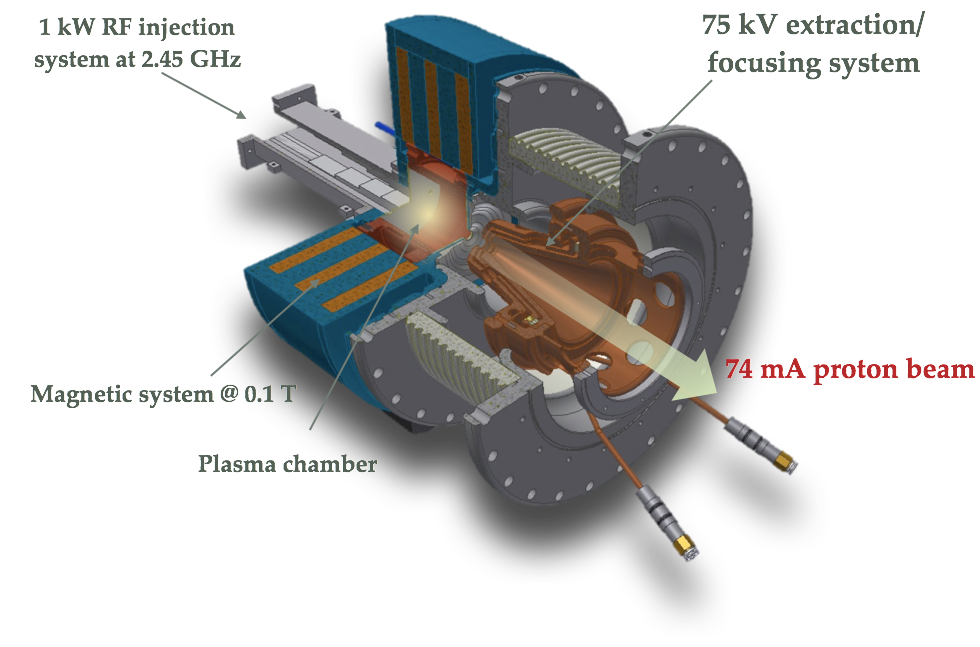 1 kW RF injection
system at 2.45 GHz
75 kV extraction/
focusing system
74 mA proton beam
Magnetic system @ 0.1 T
Plasma chamber